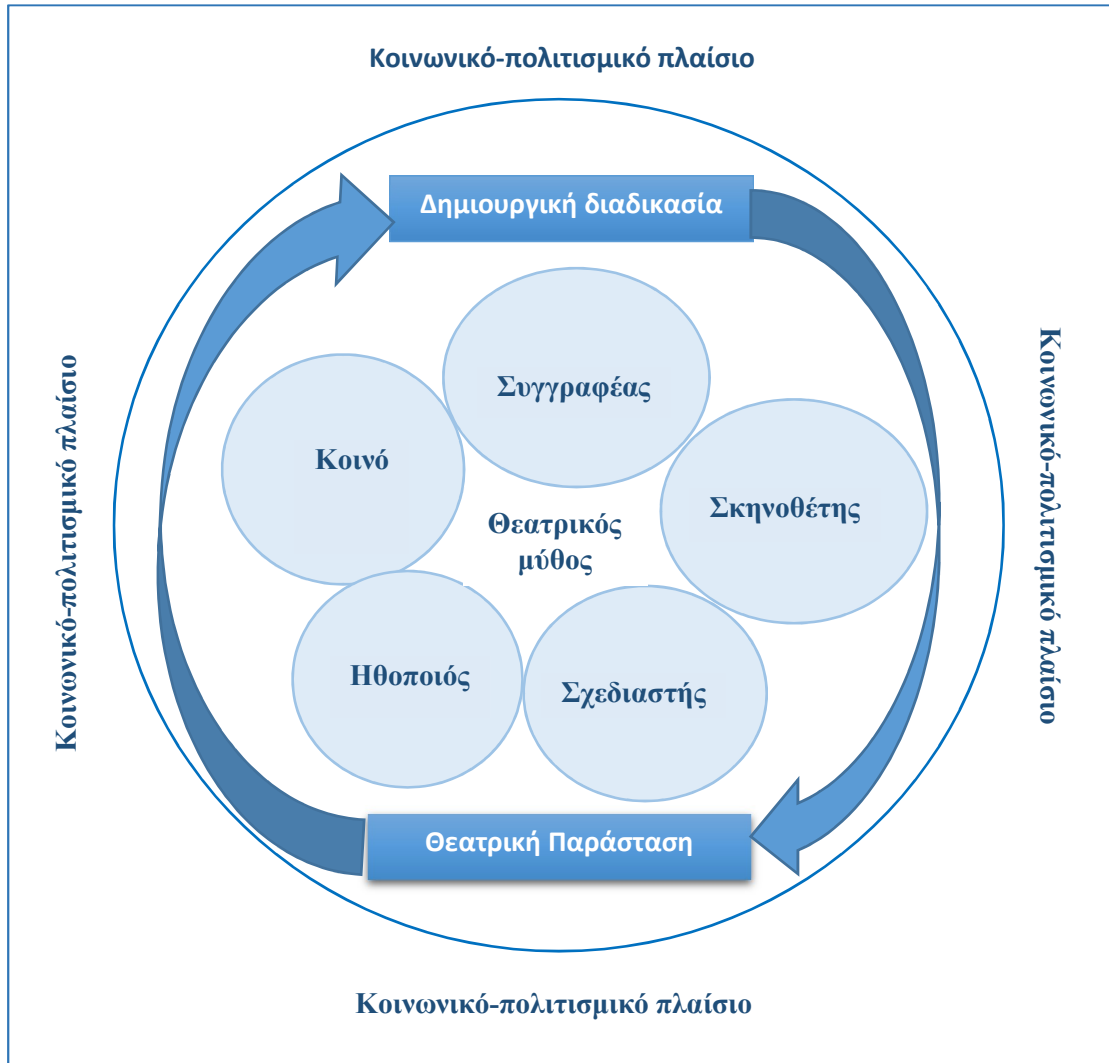 Κοινωνικό-πολιτισμικό πλαίσιο
Δημιουργική διαδικασία
Συγγραφέας
Κοινό
Σκηνοθέτης
Θεατρικός
μύθος
Ηθοποιός
Σχεδιαστής
Θεατρική Παράσταση
Κοινωνικό-πολιτισμικό πλαίσιο
Κοινωνικό-πολιτισμικό πλαίσιο
Κοινωνικό-πολιτισμικό πλαίσιο